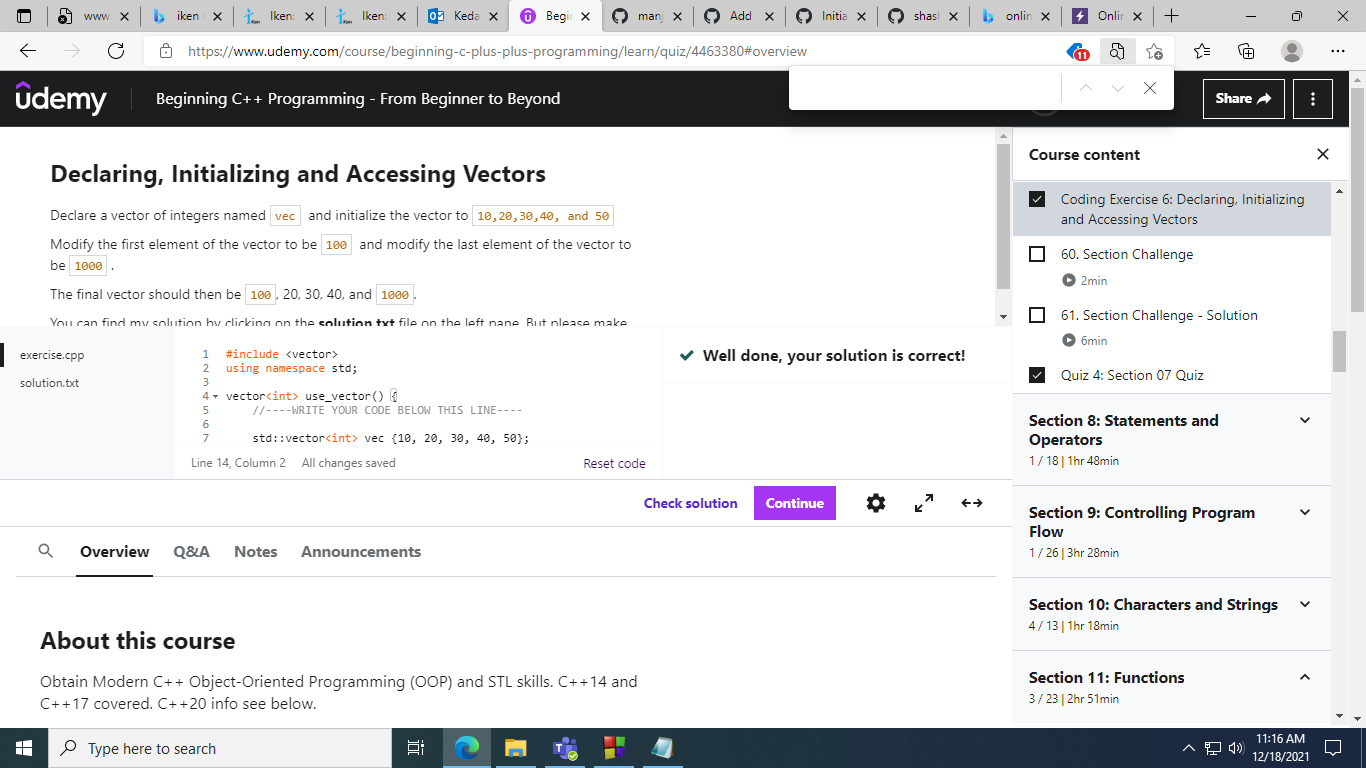 www
iken
Iken:
Iken:
Keda
Begin
manj
Add
Initia
shasl
onlin
Onlin
https://www.udemy.com/course/beginning-c-plus-plus-programming/learn/quiz/4463380#overview
11
udemy
Beginning C++ Programming - From Beginner to Beyond
Share
Declaring, Initializing and Accessing Vectors
Declare a vector of integers named vec and initialize the vector to 10,20,30,40, and 50
Modify the first element of the vector to be 100 and modify the last element of the vector to
be 1000 .
The final vector should then be 100, 20, 30, 40, and 1000.
You can find my solution by clicking on the solution.txt file on the left pane. But please make
exercise.cpp
solution.txt
1 #include <vector>
2 using namespace std;
3
4 vector<int> use_vector() {
5 //----WRITE YOUR CODE BELOW THIS LINE----
6
7 std::vector<int> vec {10, 20, 30, 40, 50};
Line 14, Column 2 All changes saved
Reset code
Well done, your solution is correct!
Check solution
Continue
Overview
Q&A
Notes
Announcements
About this course
Obtain Modern C++ Object-Oriented Programming (OOP) and STL skills. C++14 and
C++17 covered. C++20 info see below.
Course content
Coding Exercise 6: Declaring, Initializing
and Accessing Vectors
60. Section Challenge
2min
61. Section Challenge - Solution
6min
Quiz 4: Section 07 Quiz
Section 8: Statements and
Operators
1 / 18 | 1hr 48min
Section 9: Controlling Program
Flow
1 / 26 | 3hr 28min
Section 10: Characters and Strings
4 / 13 | 1hr 18min
Section 11: Functions
3 / 23 | 2hr 51min
Type here to search
11:16 AM
12/18/2021